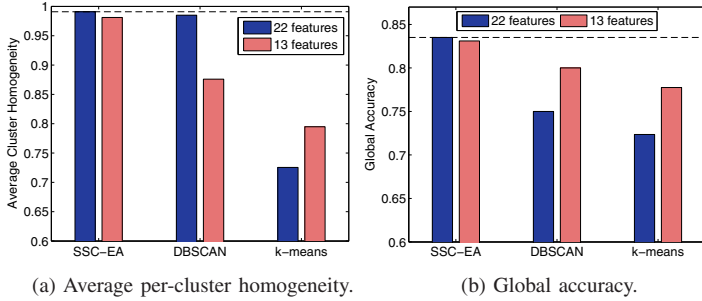 1
0.95
0.9
0.85
0.8
0.75
0.7
0.65
0.6
Average Cluster Homogeneity
22 features
13 features
SSC−EA DBSCAN k−means
(a) Average per-cluster homogeneity.
0.85
0.8
0.75
0.7
0.65
0.6
Global Accuracy
22 features
13 features
SSC−EA DBSCAN k−means
(b) Global accuracy.